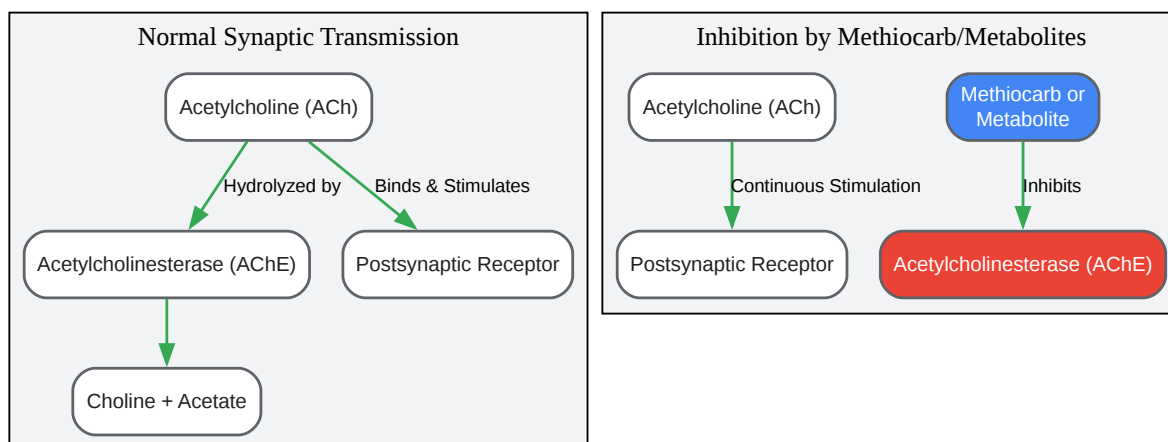 Normal Synaptic Transmission
Acetylcholine (ACh)
Hydrolyzed by
Binds & Stimulates
Acetylcholinesterase (AChE)
Postsynaptic Receptor
Choline + Acetate
Inhibition by Methiocarb/Metabolites
Acetylcholine (ACh)
Methiocarb or
Metabolite
Continuous Stimulation
Inhibits
Postsynaptic Receptor
Acetylcholinesterase (AChE)